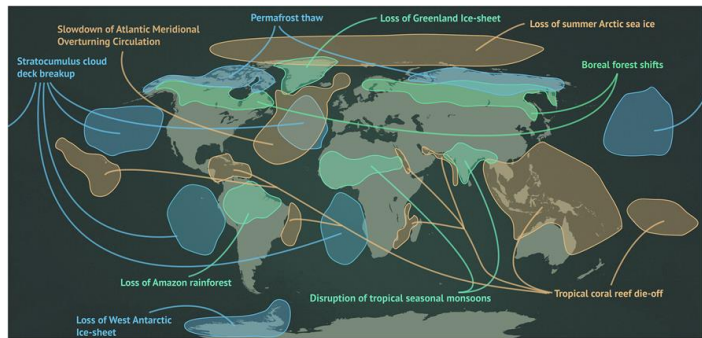 Permafrost thaw
Loss of Greenland Ice-sheet
Slowdown of Atlantic Meridional
Overturning Circulation
Loss of summer Arctic sea ice
Stratocumulus cloud
deck breakup
Boreal forest shifts
Loss of Amazon rainforest
Disruption of tropical seasonal monsoons
Tropical coral reef die-off
Loss of West Antarctic
Ice-sheet